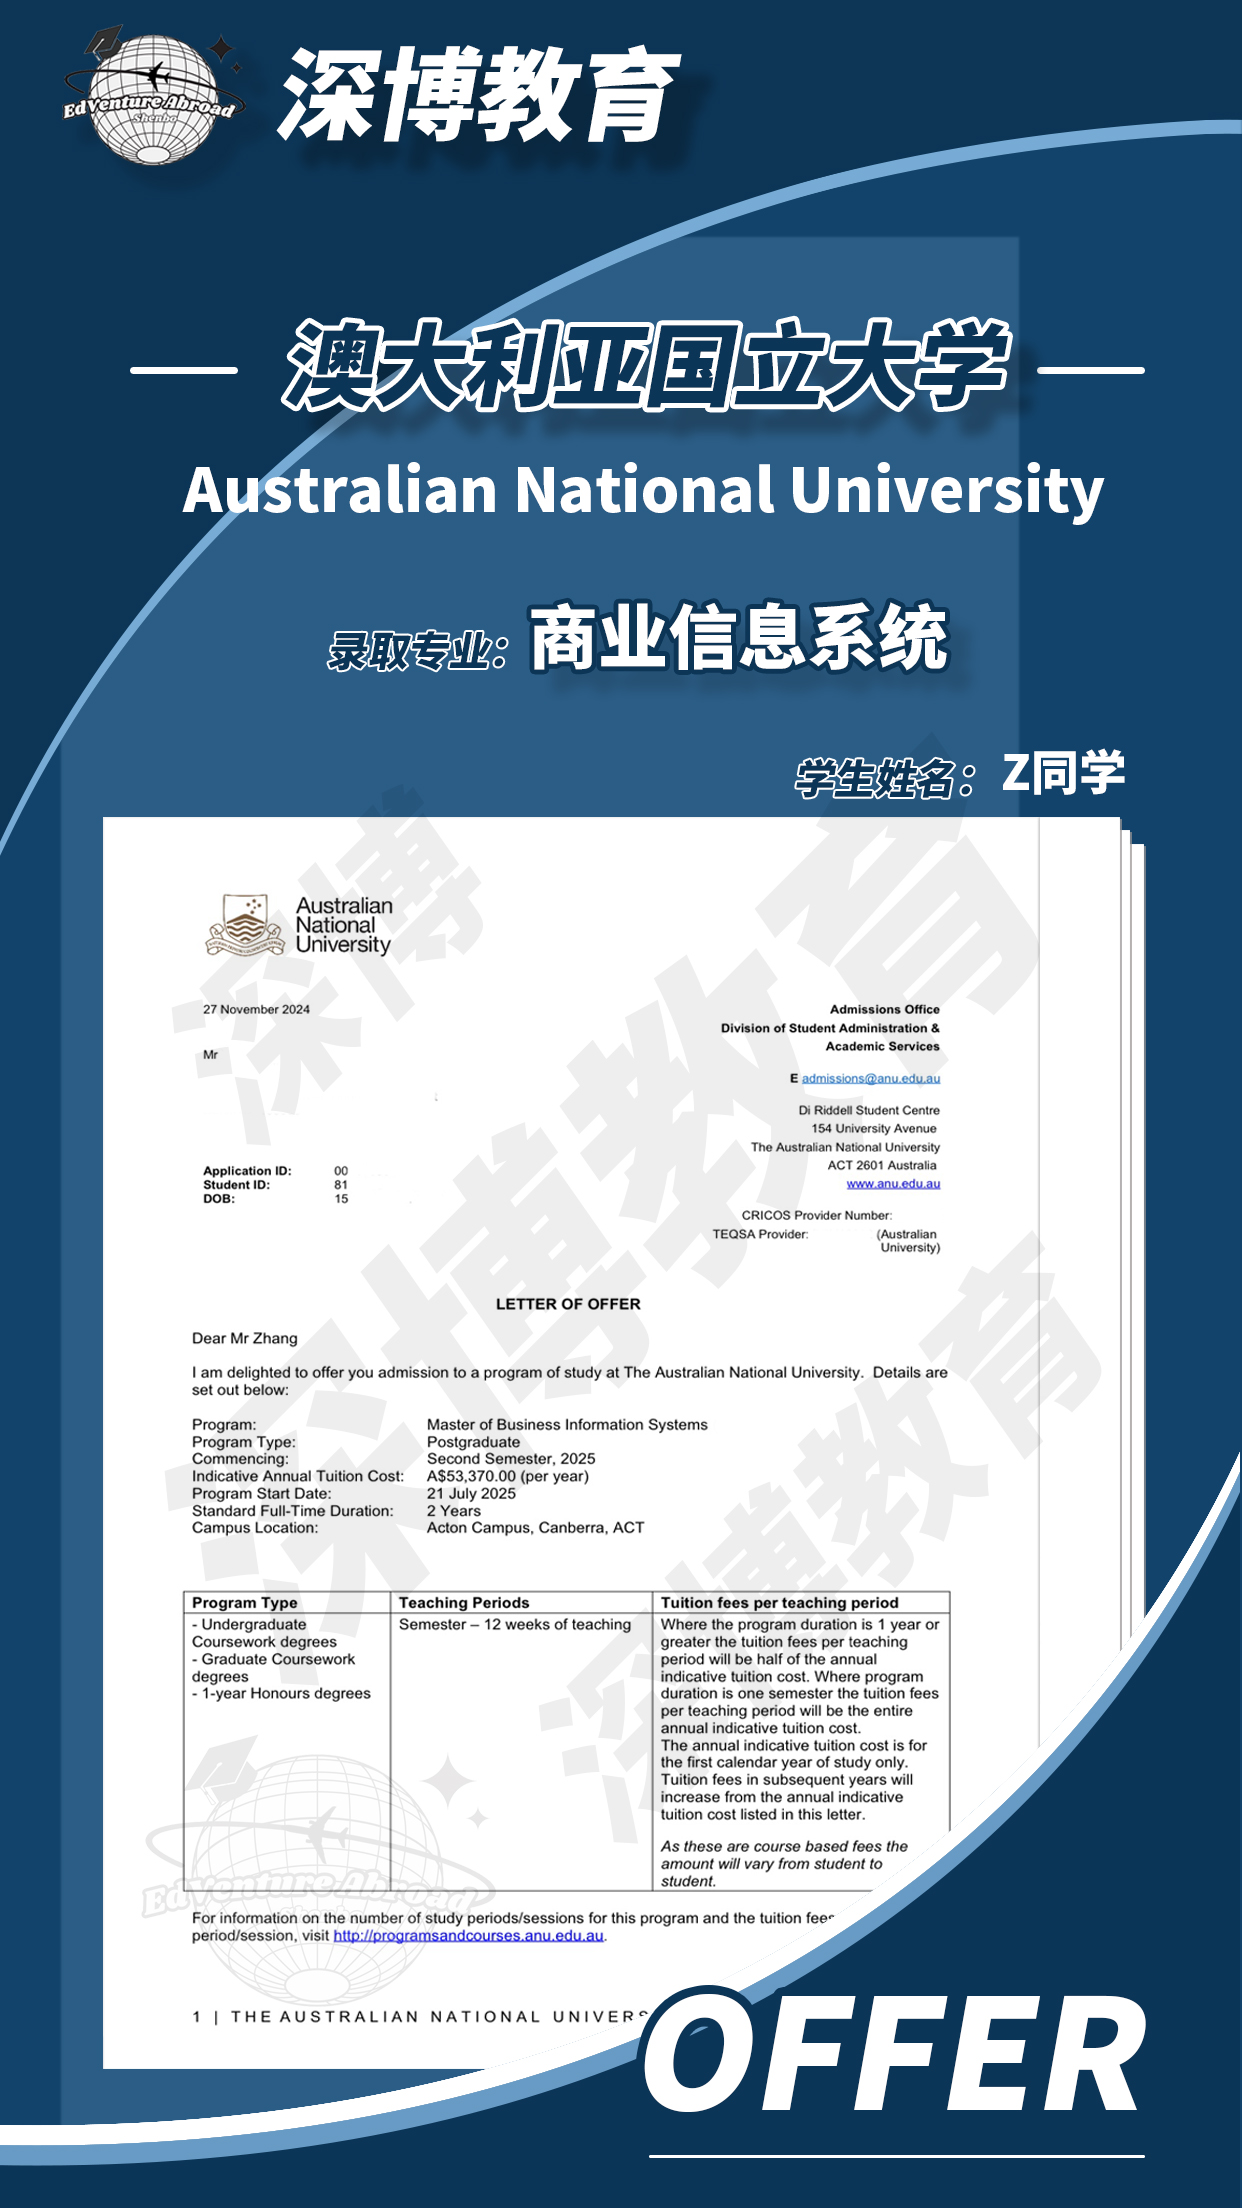 EdVenture Abroad
Shenbo
深博教育
澳大利亚国立大学
Australian National University
录取专业：商业信息系统
学生姓名：Z同学
Australian
National
University
27 November 2024
Mr
Admissions Office
Division of Student Administration &
Academic Services
E admissions@anu.edu.au
Di Riddell Student Centre
154 University Avenue
The Australian National University
ACT 2601 Australia
www.anu.edu.au
Application ID: 00
Student ID: 81
DOB: 15
CRICOS Provider Number:
TEQSA Provider: (Australian
University)
LETTER OF OFFER
Dear Mr Zhang
I am delighted to offer you admission to a program of study at The Australian National University. Details are
set out below:
Program: Master of Business Information Systems
Program Type: Postgraduate
Commencing: Second Semester, 2025
Indicative Annual Tuition Cost: A$53,370.00 (per year)
Program Start Date: 21 July 2025
Standard Full-Time Duration: 2 Years
Campus Location: Acton Campus, Canberra, ACT
Program Type
- Undergraduate
Coursework degrees
- Graduate Coursework
degrees
- 1-year Honours degrees
Teaching Periods
Semester – 12 weeks of teaching
Tuition fees per teaching period
Where the program duration is 1 year or
greater the tuition fees per teaching
period will be half of the annual
indicative tuition cost. Where program
duration is one semester the tuition fees
per teaching period will be the entire
annual indicative tuition cost.
The annual indicative tuition cost is for
the first calendar year of study only.
Tuition fees in subsequent years will
increase from the annual indicative
tuition cost listed in this letter.
As these are course based fees the
amount will vary from student to
student.
For information on the number of study periods/sessions for this program and the tuition fees
period/session, visit http://programsandcourses.anu.edu.au.
1 | THE AUSTRALIAN NATIONAL UNIVERS
深博
深博教育
深博教育
EdVenture Abroad
Shenbo
OFFER